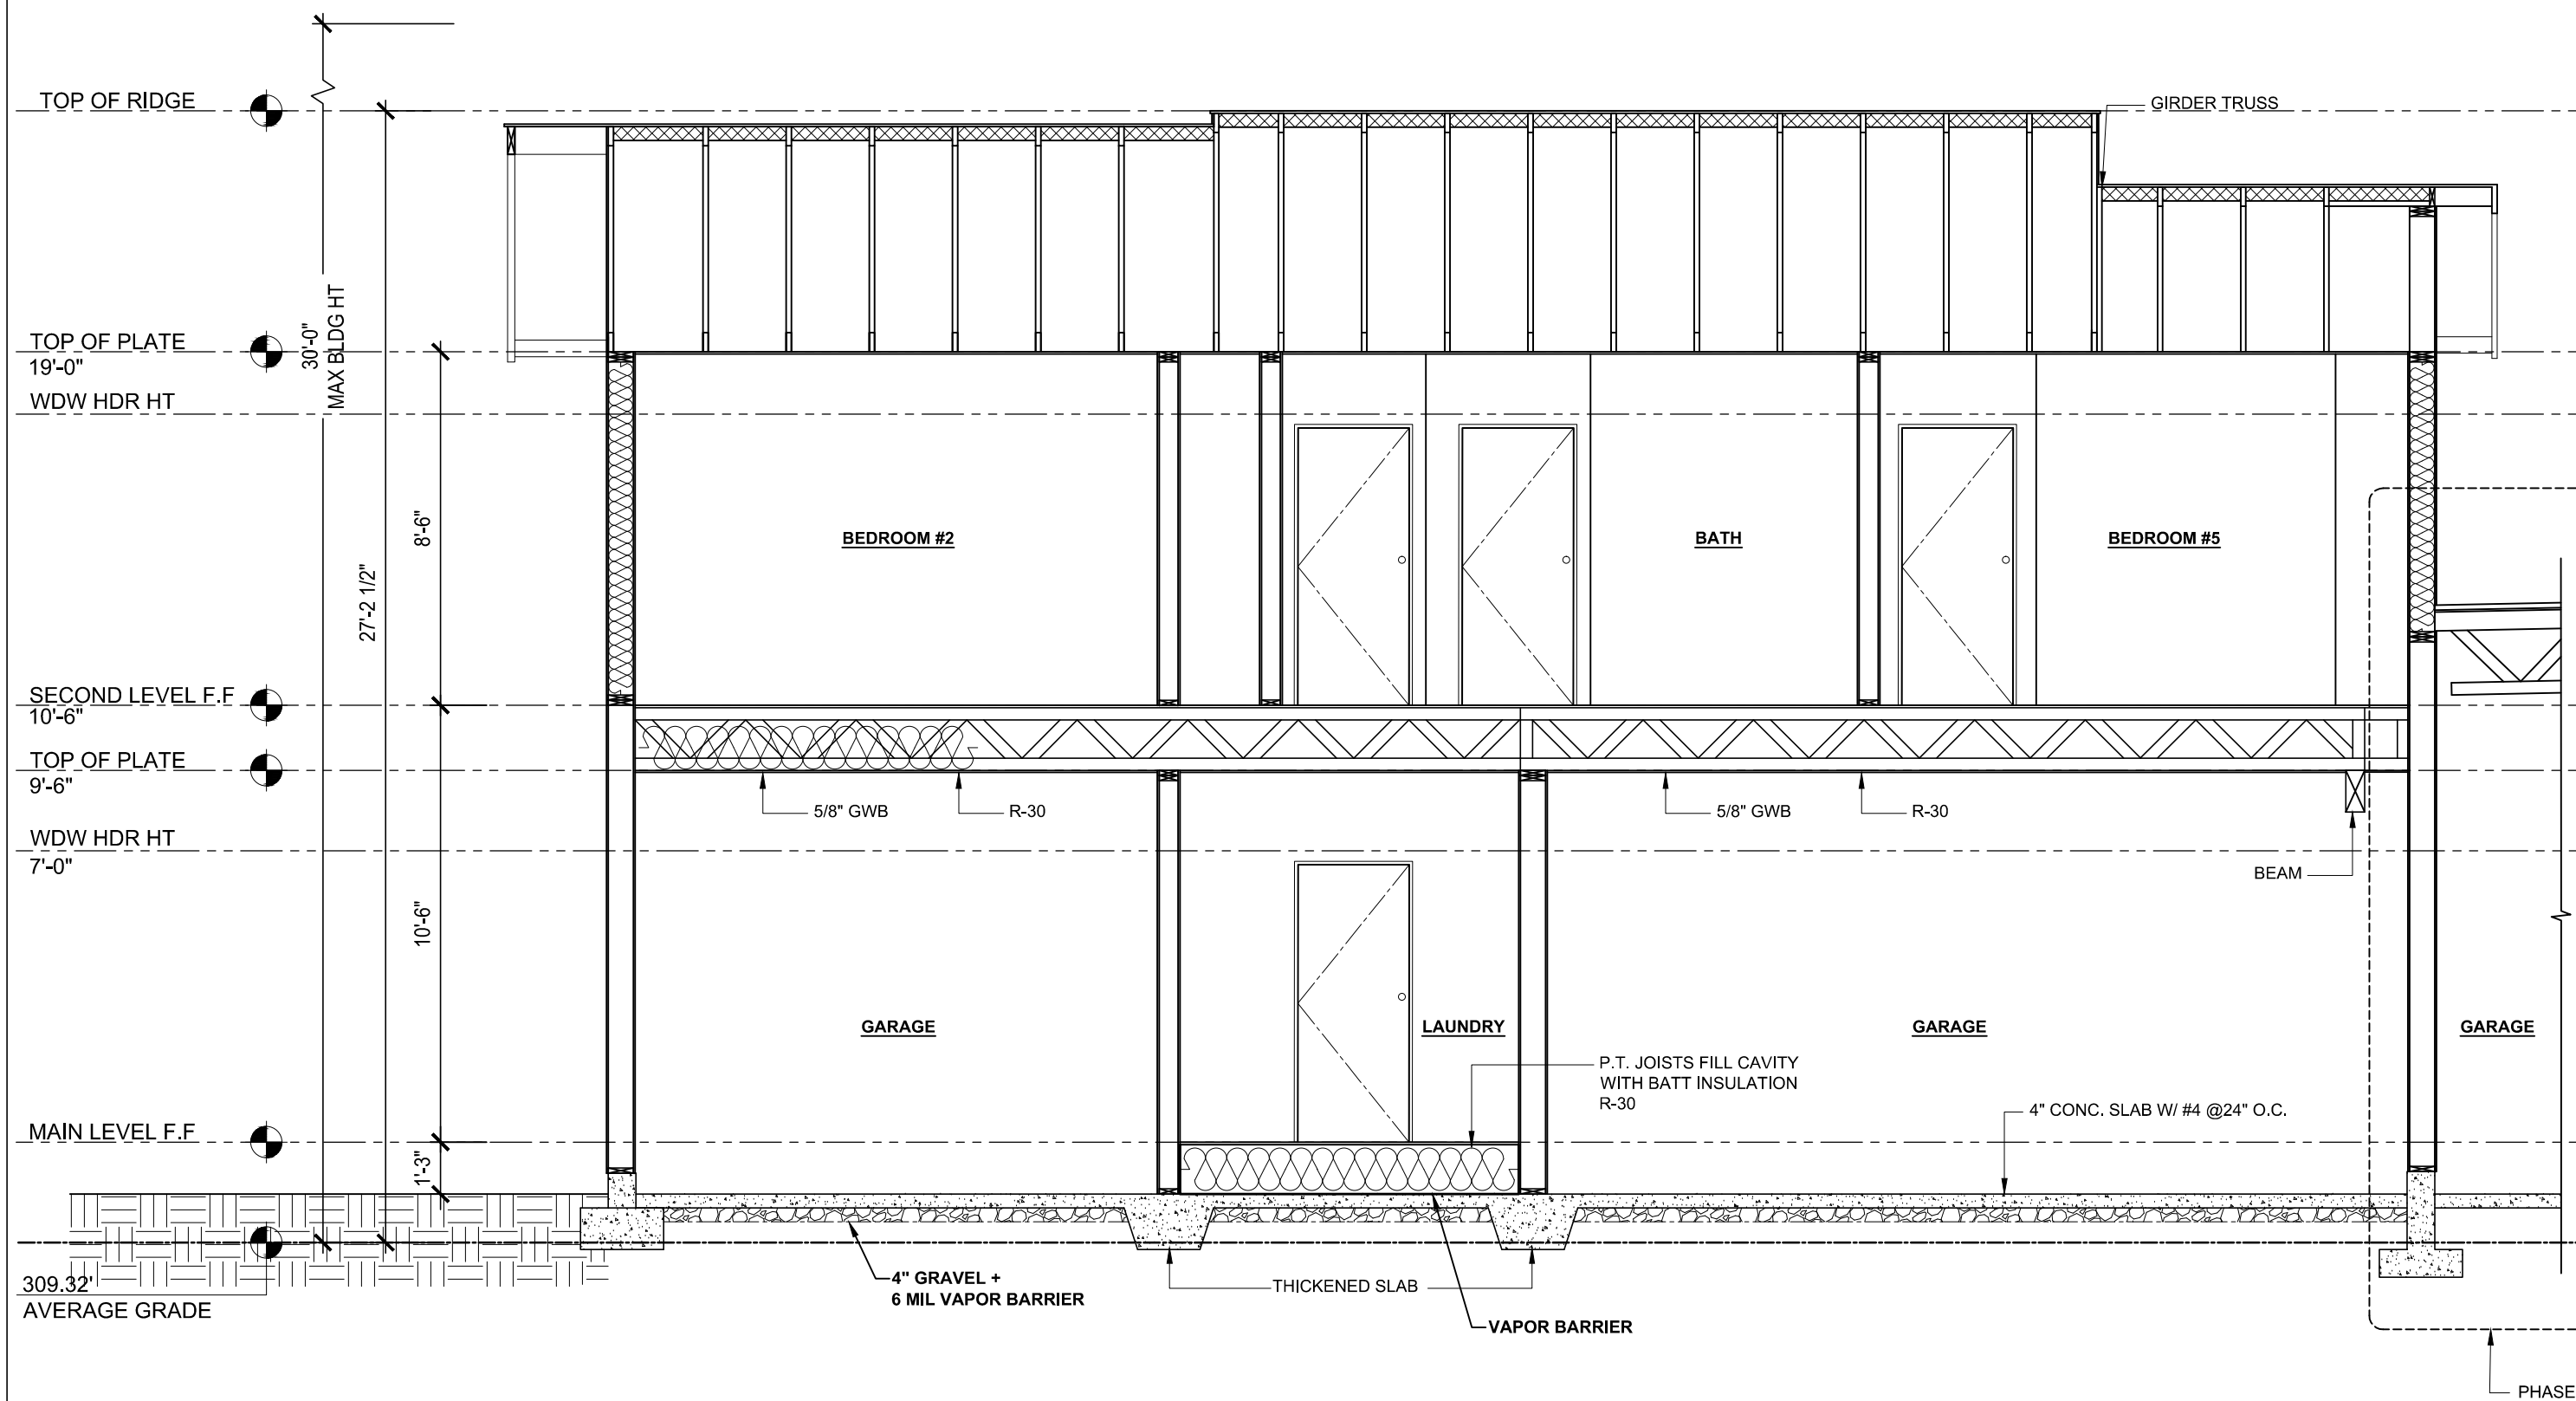 TOP OF RIDGE
GIRDER TRUSS
30'-0"
MAX BLDG HT
TOP OF PLATE
19'-0"
WDW HDR HT
8'-6"
27'-2 1/2"
BEDROOM #2
BATH
BEDROOM #5
SECOND LEVEL F.F
10'-6"
TOP OF PLATE
9'-6"
5/8" GWB
R-30
5/8" GWB
R-30
WDW HDR HT
7'-0"
BEAM
10'-6"
GARAGE
LAUNDRY
GARAGE
GARAGE
P.T. JOISTS FILL CAVITY
WITH BATT INSULATION
R-30
4" CONC. SLAB W/ #4 @24" O.C.
MAIN LEVEL F.F
1'-3"
309.32'
AVERAGE GRADE
4" GRAVEL +
6 MIL VAPOR BARRIER
THICKENED SLAB
VAPOR BARRIER
PHASE